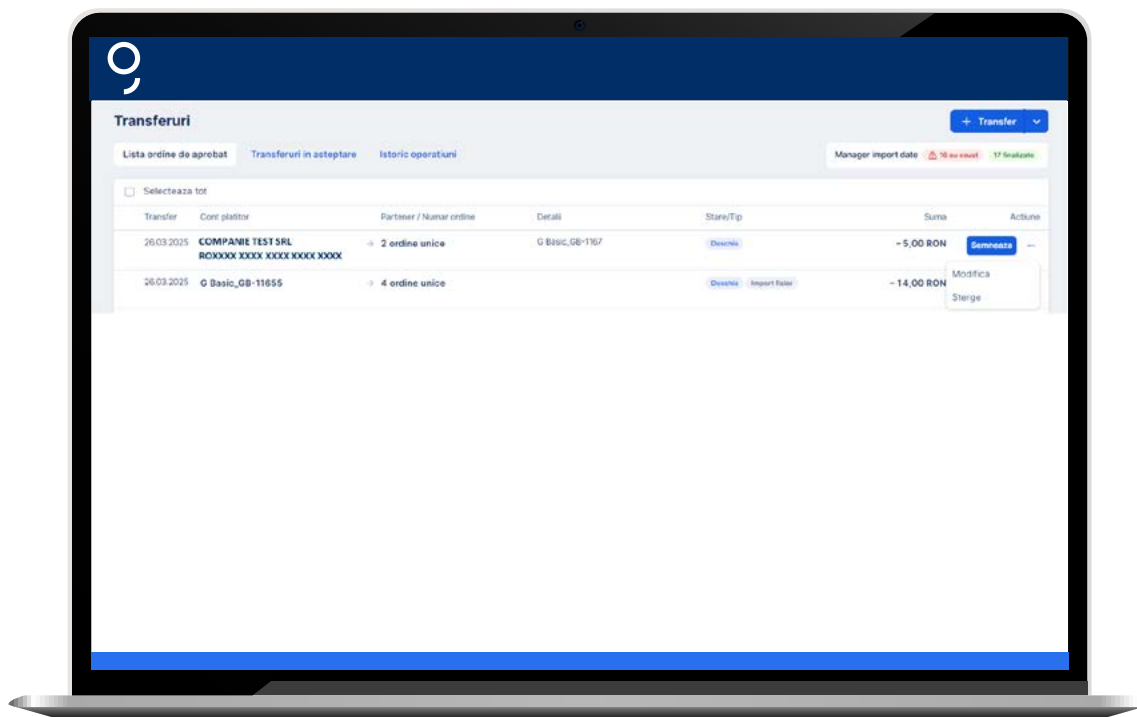 Transferuri
+ Transfer
Lista ordine de aprobat Transferuri in asteptare Istoric operatiuni Manager import date 16 cu esuat 17 finalizate
Selecteaza tot
Transfer Cont platitor Partener / Numar ordine Detalii Stare/Tip Suma Actiune
26.03.2025 COMPANIE TEST SRL → 2 ordine unice G Basic_GB-1167 Deschis - 5,00 RON Semneaza ...
ROXXXX XXXX XXXX XXXX XXXX
Modifica
26.03.2025 G Basic_GB-11655 → 4 ordine unice Deschis Import fisier - 14,00 RON
Sterge